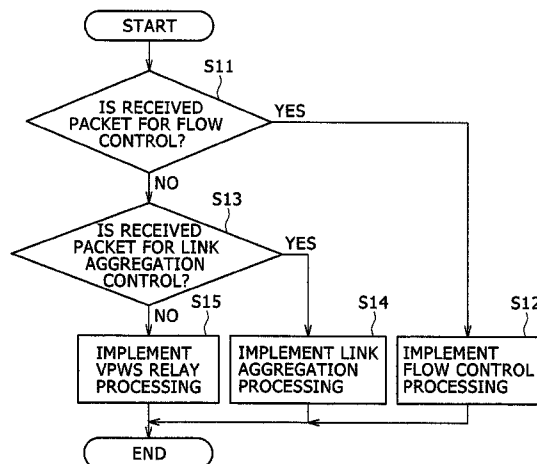 START
S11
IS RECEIVED
PACKET FOR FLOW
CONTROL?
YES
NO
S13
IS RECEIVED
PACKET FOR LINK
AGGREGATION
CONTROL?
YES
NO
S15
S14
S12
IMPLEMENT
VPWS RELAY
PROCESSING
IMPLEMENT LINK
AGGREGATION
PROCESSING
IMPLEMENT
FLOW CONTROL
PROCESSING
END